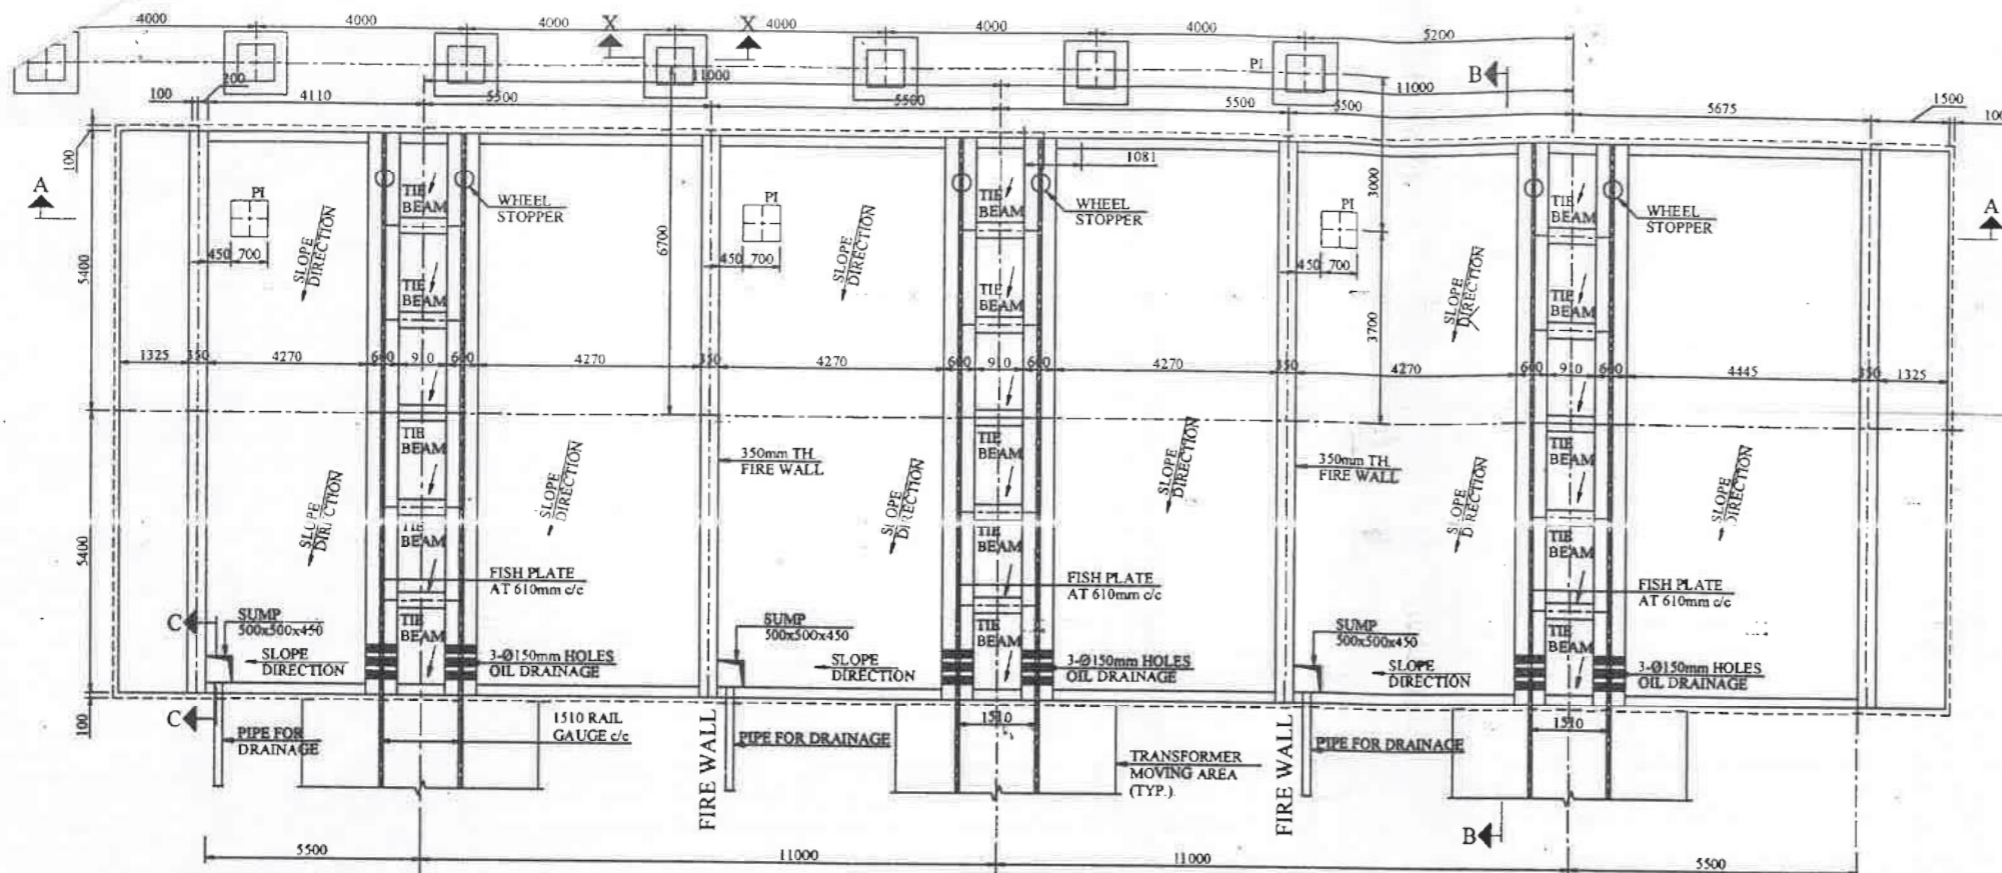 4000 4000 4000 4000 4000 4000 5200
X X
PI
B
200
11000 11000
100 4110 5500 5500 5500 5500 5675 1500 100
100
1081
A A
PI PI PI
TIE
BEAM
TIE
BEAM
TIE
BEAM
WHEEL
STOPPER
WHEEL
STOPPER
WHEEL
STOPPER
3000
6700
5400
450 700
450 700
450 700
SLOPE
DIRECTION
SLOPE
DIRECTION
SLOPE
DIRECTION
TIE
BEAM
TIE
BEAM
TIE
BEAM
3700
1325 350 4270 600 910 600 4270 350 4270 600 910 600 4270 350 4270 600 910 600 4445 350 1325
TIE
BEAM
TIE
BEAM
TIE
BEAM
350mm TH.
FIRE WALL
350mm TH.
FIRE WALL
SLOPE
DIRECTION
SLOPE
DIRECTION
SLOPE
DIRECTION
SLOPE
DIRECTION
SLOPE
DIRECTION
SLOPE
DIRECTION
5400
TIE
BEAM
TIE
BEAM
TIE
BEAM
FISH PLATE
AT 610mm c/c
FISH PLATE
AT 610mm c/c
FISH PLATE
AT 610mm c/c
C
SUMP
500x500x450
SUMP
500x500x450
SUMP
500x500x450
TIE
BEAM
TIE
BEAM
TIE
BEAM
SLOPE
DIRECTION
SLOPE
DIRECTION
SLOPE
DIRECTION
3-Ø150mm HOLES
OIL DRAINAGE
3-Ø150mm HOLES
OIL DRAINAGE
3-Ø150mm HOLES
OIL DRAINAGE
100
C
1510 RAIL
GAUGE c/c
1510
1510
PIPE FOR
DRAINAGE
PIPE FOR DRAINAGE
PIPE FOR DRAINAGE
TRANSFORMER
MOVING AREA
(TYP.)
FIRE WALL
FIRE WALL
B
5500 11000 11000 5500